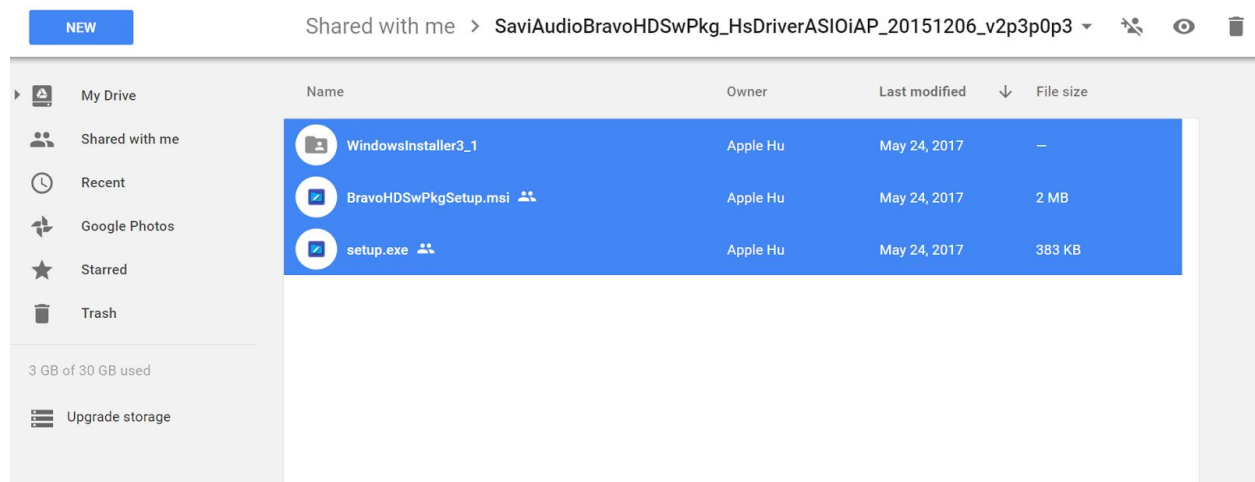 NEW
Shared with me > SaviAudioBravoHDSwPkg_HsDriverASIOiAP_20151206_v2p3p0p3
My Drive
Shared with me
Recent
Google Photos
Starred
Trash
3 GB of 30 GB used
Upgrade storage
Name Owner Last modified File size
WindowsInstaller3_1 Apple Hu May 24, 2017 –
BravoHDSwPkgSetup.msi Apple Hu May 24, 2017 2 MB
setup.exe Apple Hu May 24, 2017 383 KB